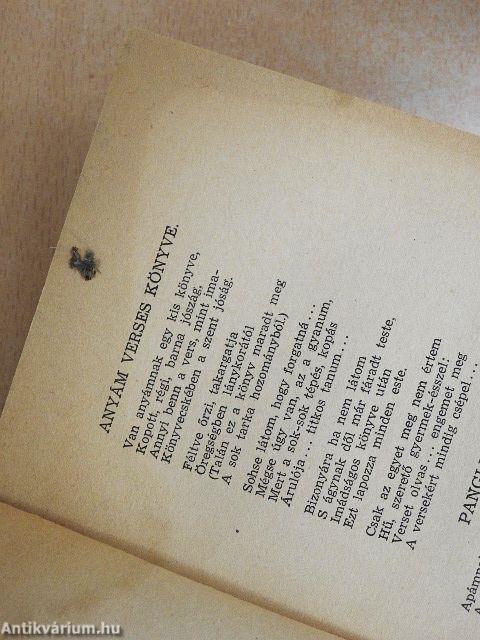 ANYÁM VERSES KÖNYVE.
Van anyámnak egy kis könyve,
Kopott, régi, barna jószág,
Annyi benn a vers, mint ima-
Könyvecskében a szent jóság.
Féltve őrzi takargatja
Öregségben lánykorától
(Talán ez a könyv maradt meg
A sok tarka hozományból.)
Sohse látom, hogy forgatná....
Mégse úgy van, az a gyanum,
Mert a sok-sok tépés, kopás
Árulója.... titkos tanum....
Bizonyára ha nem látom
S ágynak dől már fáradt teste,
Imádságos könyve után
Ezt lapozza minden este.
Csak az egyet meg nem értem
Hű, szerető gyermek-ésszel:
Verset olvas... engemet meg
A versekért mindig csépel....
PANGL
Apámna
A
Antikvárium.hu